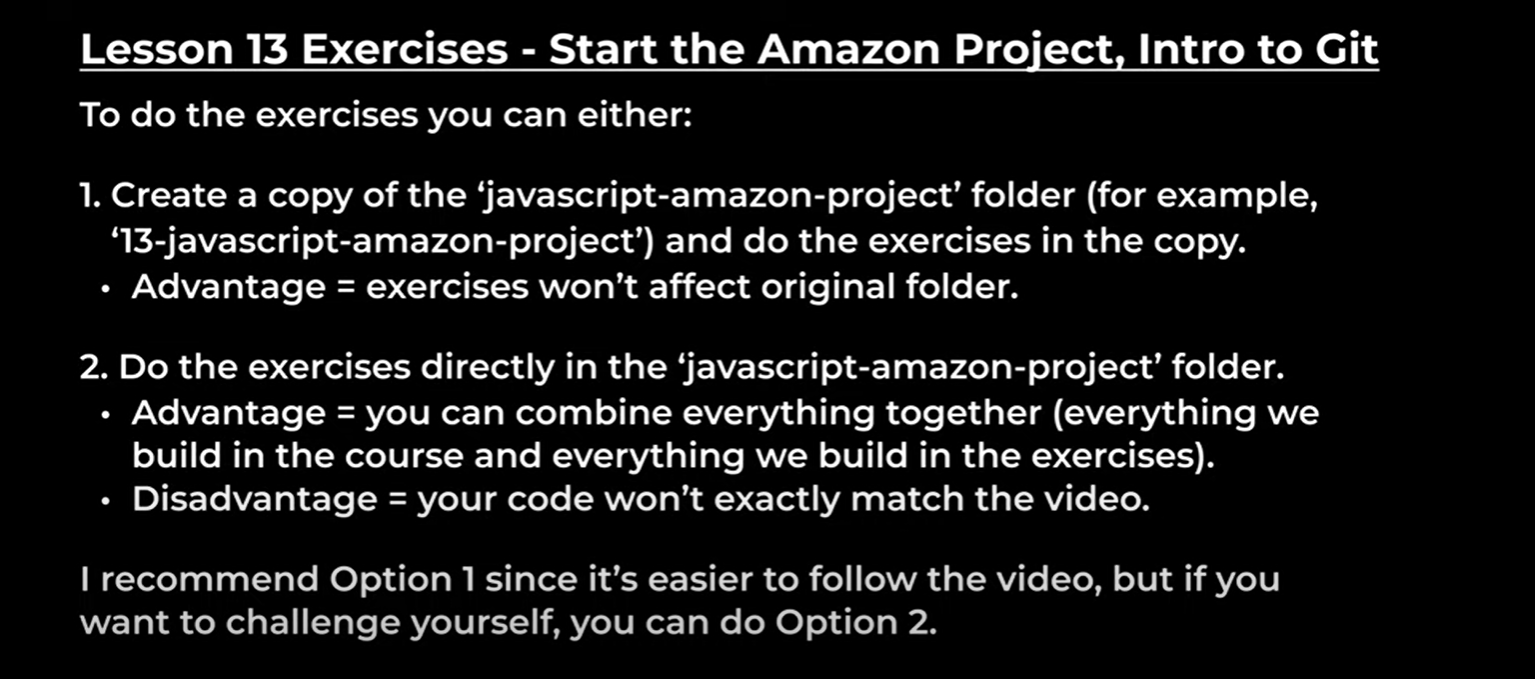 Lesson 13 Exercises - Start the Amazon Project, Intro to Git
To do the exercises you can either:
1. Create a copy of the ‘javascript-amazon-project’ folder (for example,
‘13-javascript-amazon-project’) and do the exercises in the copy.
• Advantage = exercises won’t affect original folder.
2. Do the exercises directly in the ‘javascript-amazon-project’ folder.
• Advantage = you can combine everything together (everything we
build in the course and everything we build in the exercises).
• Disadvantage = your code won’t exactly match the video.
I recommend Option 1 since it’s easier to follow the video, but if you
want to challenge yourself, you can do Option 2.